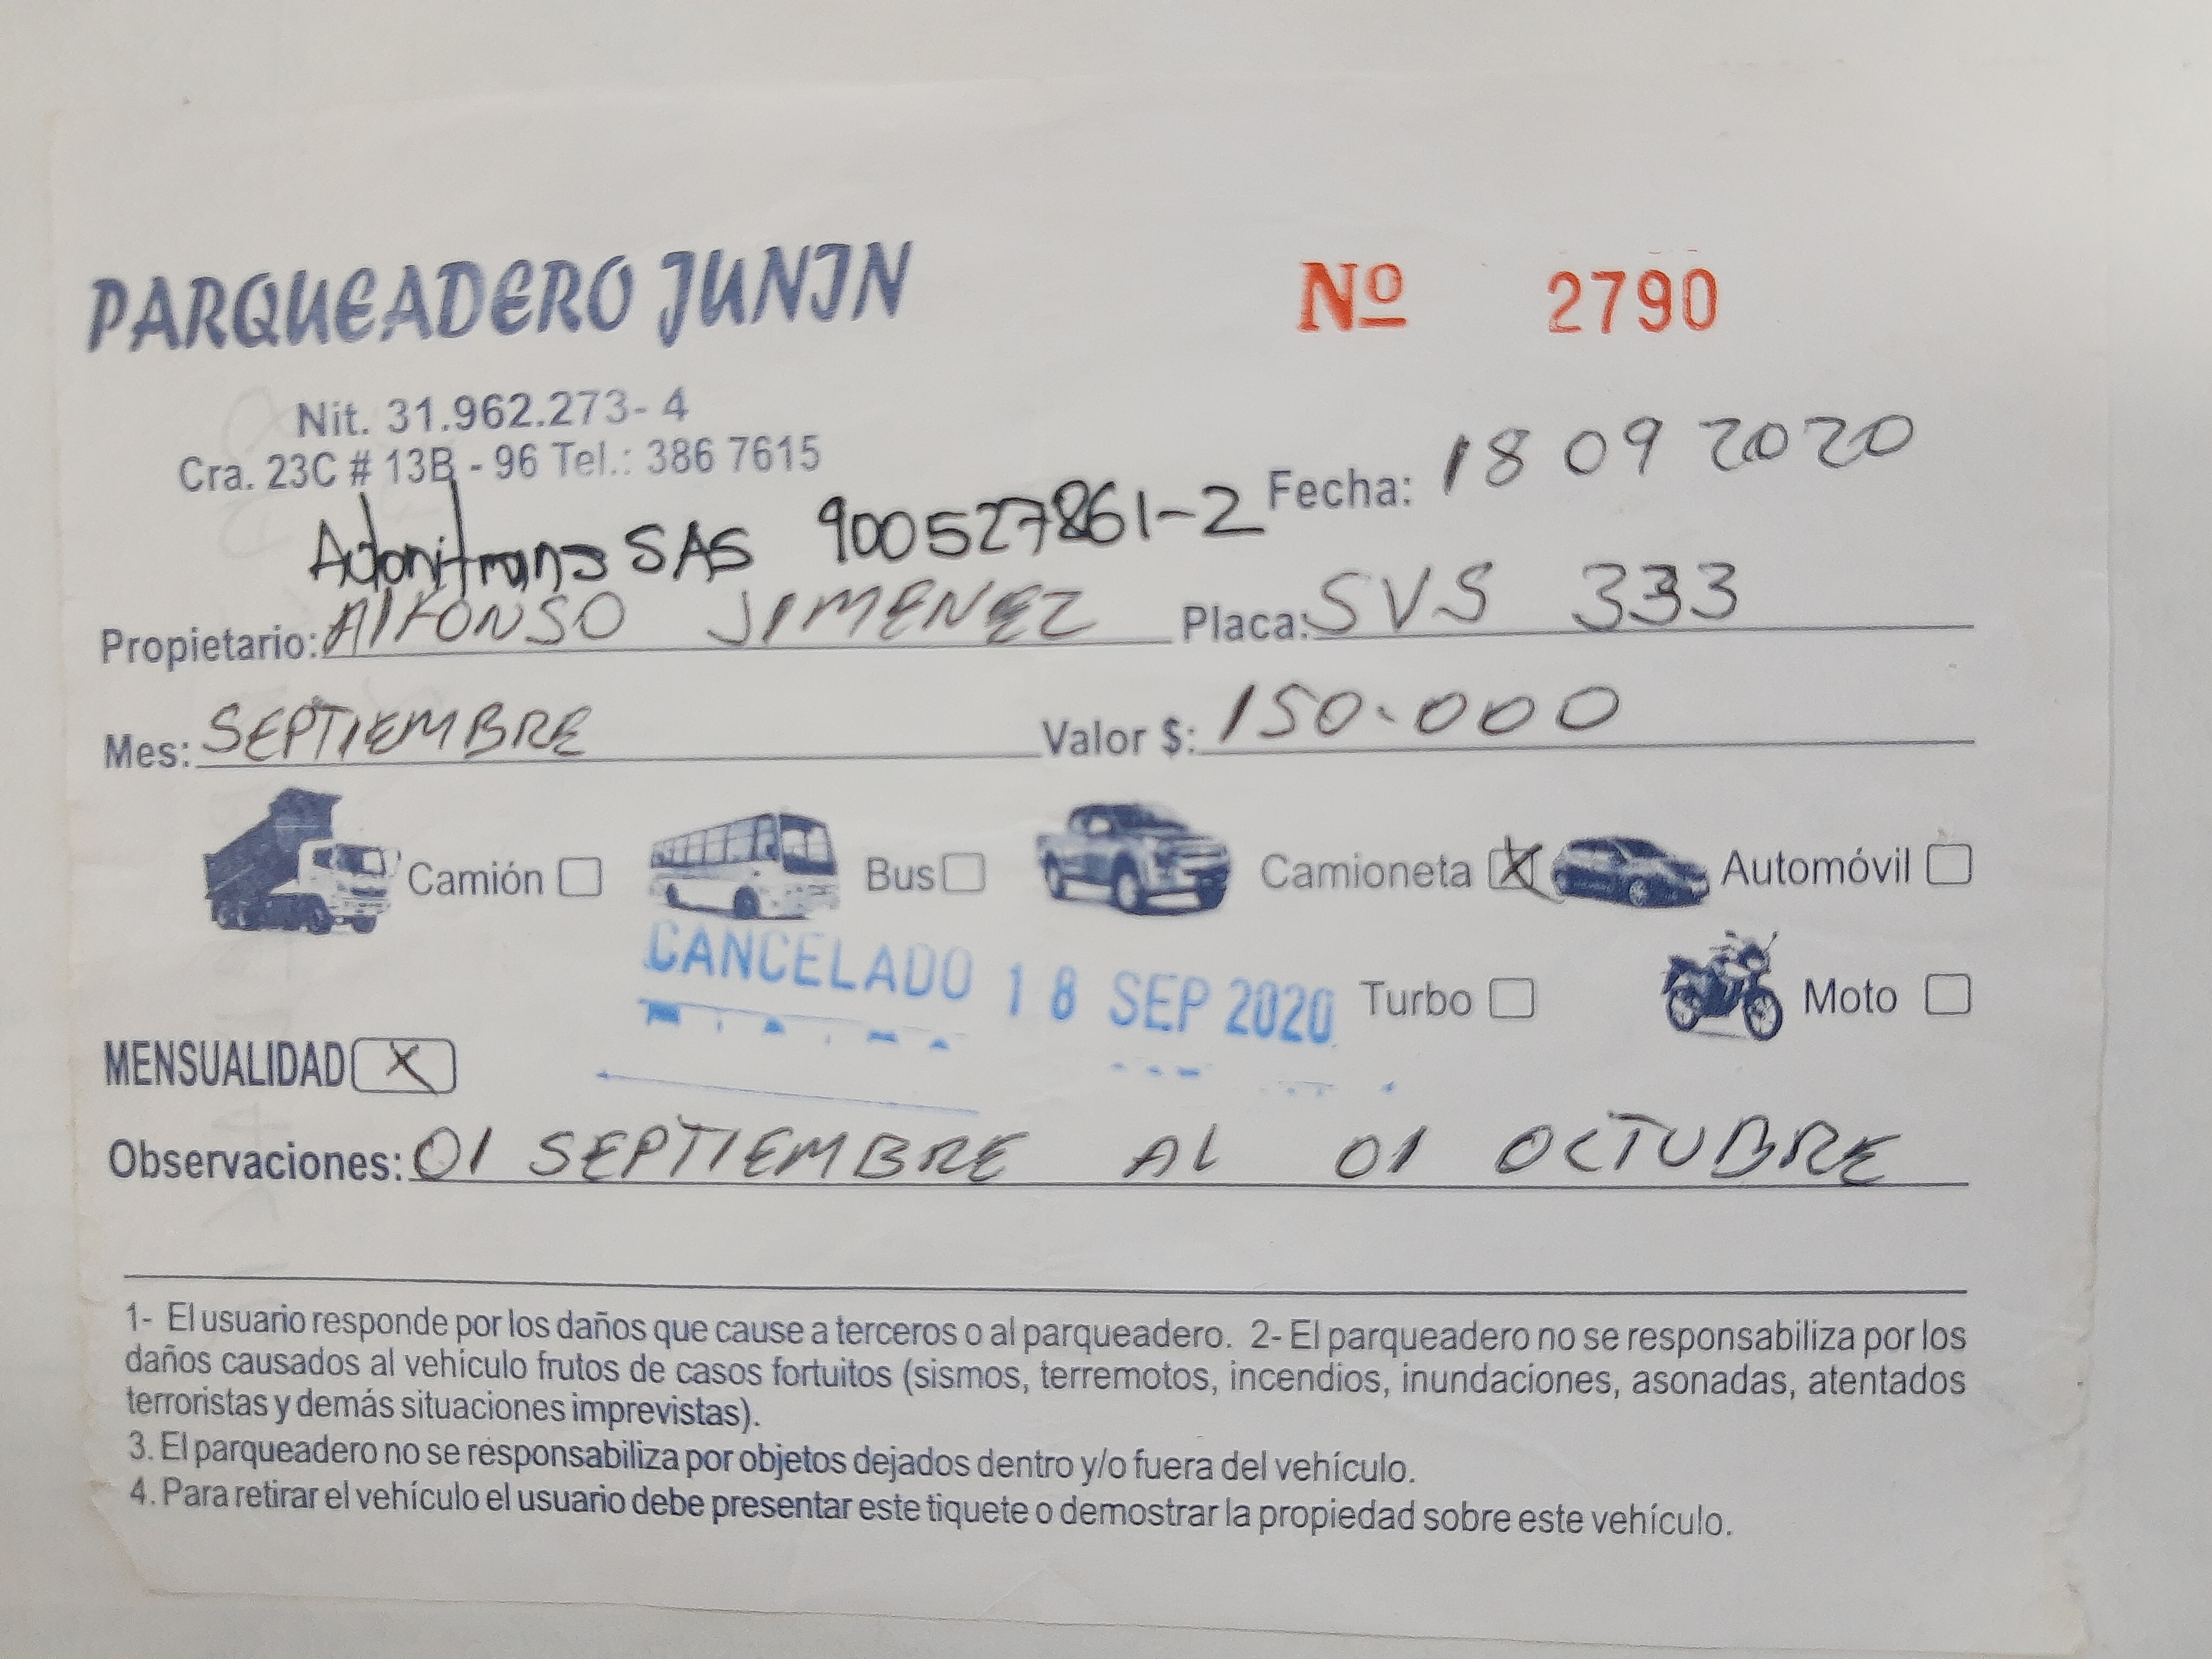 PARQUEADERO JUNIN
Nº 2790
Nit. 31.962.273- 4
Cra. 23C # 13B - 96 Tel.: 386 7615
Fecha: 18 09 2020
Adonitrans SAS 900527861-2
Propietario: AlFONSO JIMENEZ Placa: SVS 333
Mes: SEPTIEMBRE Valor $: 150.000
Camión Bus Camioneta X Automóvil
CANCELADO 18 SEP 2020 Turbo Moto
MENSUALIDAD X
Observaciones: 01 SEPTIEMBRE AL 01 OCTUBRE
1- El usuario responde por los daños que cause a terceros o al parqueadero. 2- El parqueadero no se responsabiliza por los
daños causados al vehículo frutos de casos fortuitos (sismos, terremotos, incendios, inundaciones, asonadas, atentados
terroristas y demás situaciones imprevistas).
3. El parqueadero no se responsabiliza por objetos dejados dentro y/o fuera del vehículo.
4. Para retirar el vehículo el usuario debe presentar este tiquete o demostrar la propiedad sobre este vehículo.